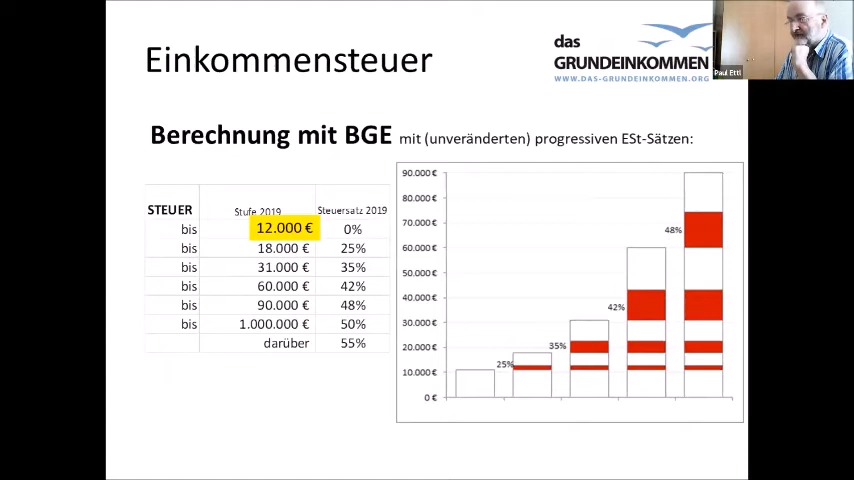 Einkommensteuer
das
GRUNDEINKOMMEN
WWW.DAS-GRUNDEINKOMMEN.ORG
Paul Ettl
Berechnung mit BGE mit (unveränderten) progressiven ESt-Sätzen:
STEUER Stufe 2019 Steuersatz 2019
bis 12.000 € 0%
bis 18.000 € 25%
bis 31.000 € 35%
bis 60.000 € 42%
bis 90.000 € 48%
bis 1.000.000 € 50%
darüber 55%
90.000 €
80.000 €
70.000 €
60.000 €
50.000 €
40.000 €
30.000 €
20.000 €
10.000 €
0 €
25%
35%
42%
48%